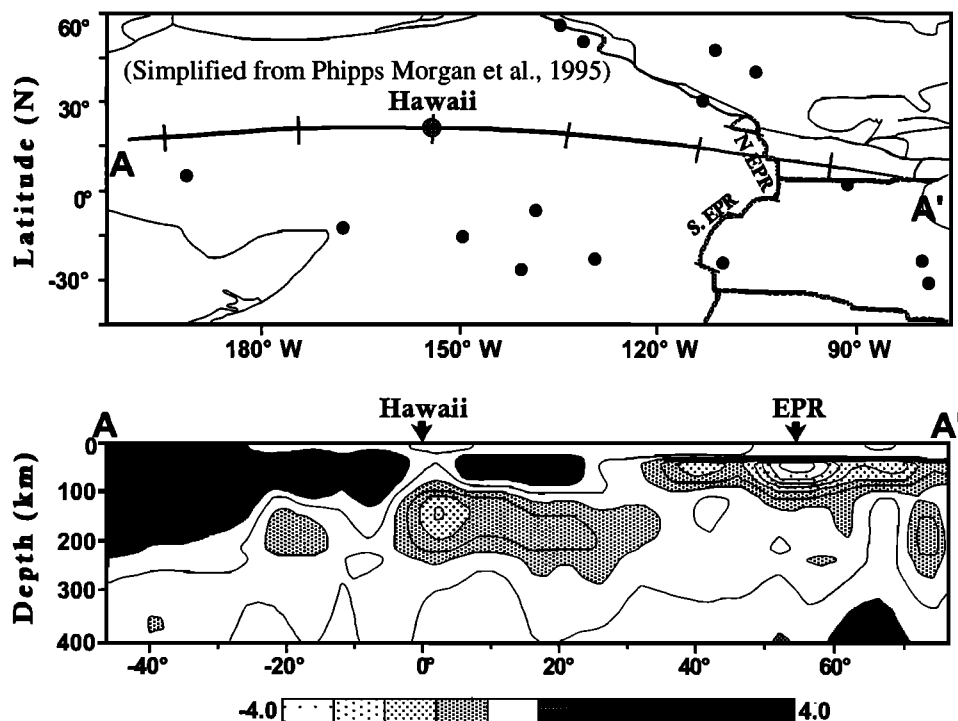 60°
(Simplified from Phipps Morgan et al., 1995)
Hawaii
30°
A
N EPR
0°
S. EPR
A'
-30°
Latitude (N)
180° W 150° W 120° W 90° W
A Hawaii EPR A'
0
100
D
200
300
400
Depth (km)
-40° -20° 0° 20° 40° 60°
-4.0 4.0